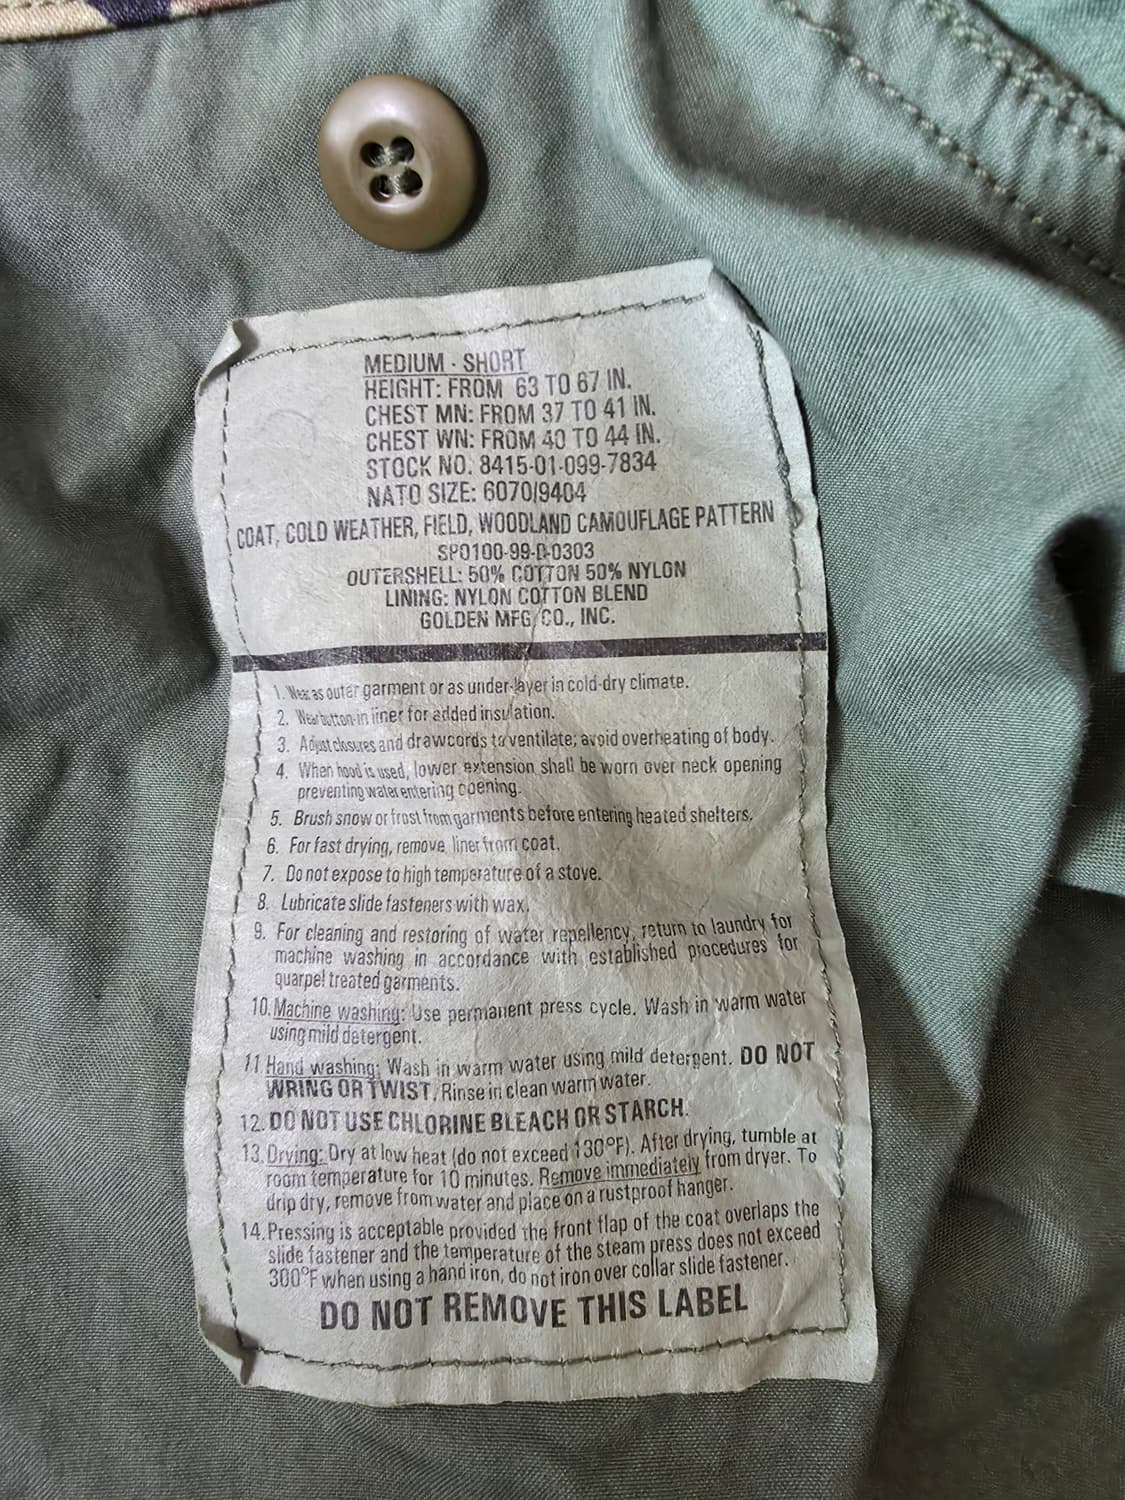 MEDIUM - SHORT
HEIGHT: FROM 63 TO 67 IN.
CHEST MN: FROM 37 TO 41 IN.
CHEST WN: FROM 40 TO 44 IN.
STOCK NO. 8415-01-099-7834
NATO SIZE: 6070/9404
COAT, COLD WEATHER, FIELD, WOODLAND CAMOUFLAGE PATTERN
SPO100-99-D-0303
OUTERSHELL: 50% COTTON 50% NYLON
LINING: NYLON COTTON BLEND
GOLDEN MFG. CO., INC.
1. Wear as outer garment or as under-layer in cold-dry climate.
2. Wear button-in liner for added insulation.
3. Adjust closures and drawcords to ventilate; avoid overheating of body.
4. When hood is used, lower extension shall be worn over neck opening
preventing water entering opening.
5. Brush snow or frost from garments before entering heated shelters.
6. For fast drying, remove liner from coat.
7. Do not expose to high temperature of a stove.
8. Lubricate slide fasteners with wax.
9. For cleaning and restoring of water repellency, return to laundry for
machine washing in accordance with established procedures for
quarpel treated garments.
10. Machine washing: Use permanent press cycle. Wash in warm water
using mild detergent.
11. Hand washing: Wash in warm water using mild detergent. DO NOT
WRING OR TWIST. Rinse in clean warm water.
12. DO NOT USE CHLORINE BLEACH OR STARCH.
13. Drying: Dry at low heat (do not exceed 130°F). After drying, tumble at
room temperature for 10 minutes. Remove immediately from dryer. To
drip dry, remove from water and place on a rustproof hanger.
14. Pressing is acceptable provided the front flap of the coat overlaps the
slide fastener and the temperature of the steam press does not exceed
300°F when using a hand iron, do not iron over collar slide fastener.
DO NOT REMOVE THIS LABEL